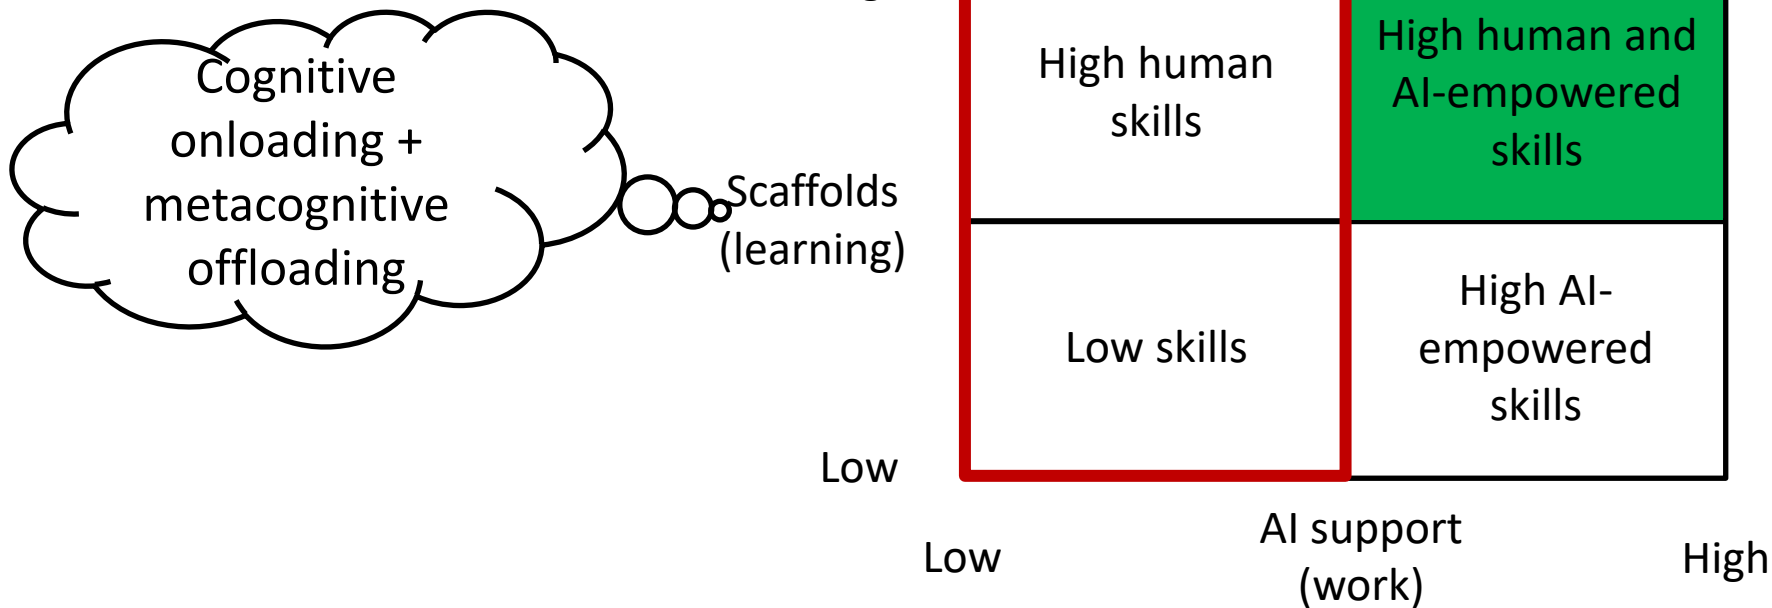 Cognitive
onloading +
metacognitive
offloading
Scaffolds
(learning)
High human
skills
High human and
AI-empowered
skills
Low skills
High AI-
empowered
skills
Low
Low
AI support
(work)
High